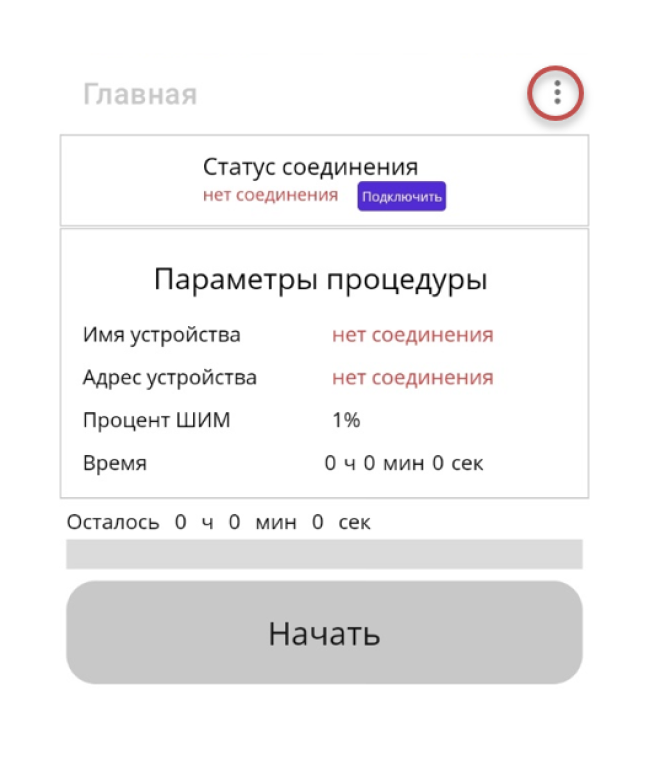 Главная
Статус соединения
нет соединения Подключить
Параметры процедуры
Имя устройства нет соединения
Адрес устройства нет соединения
Процент ШИМ 1%
Время 0 ч 0 мин 0 сек
Осталось 0 ч 0 мин 0 сек
Начать